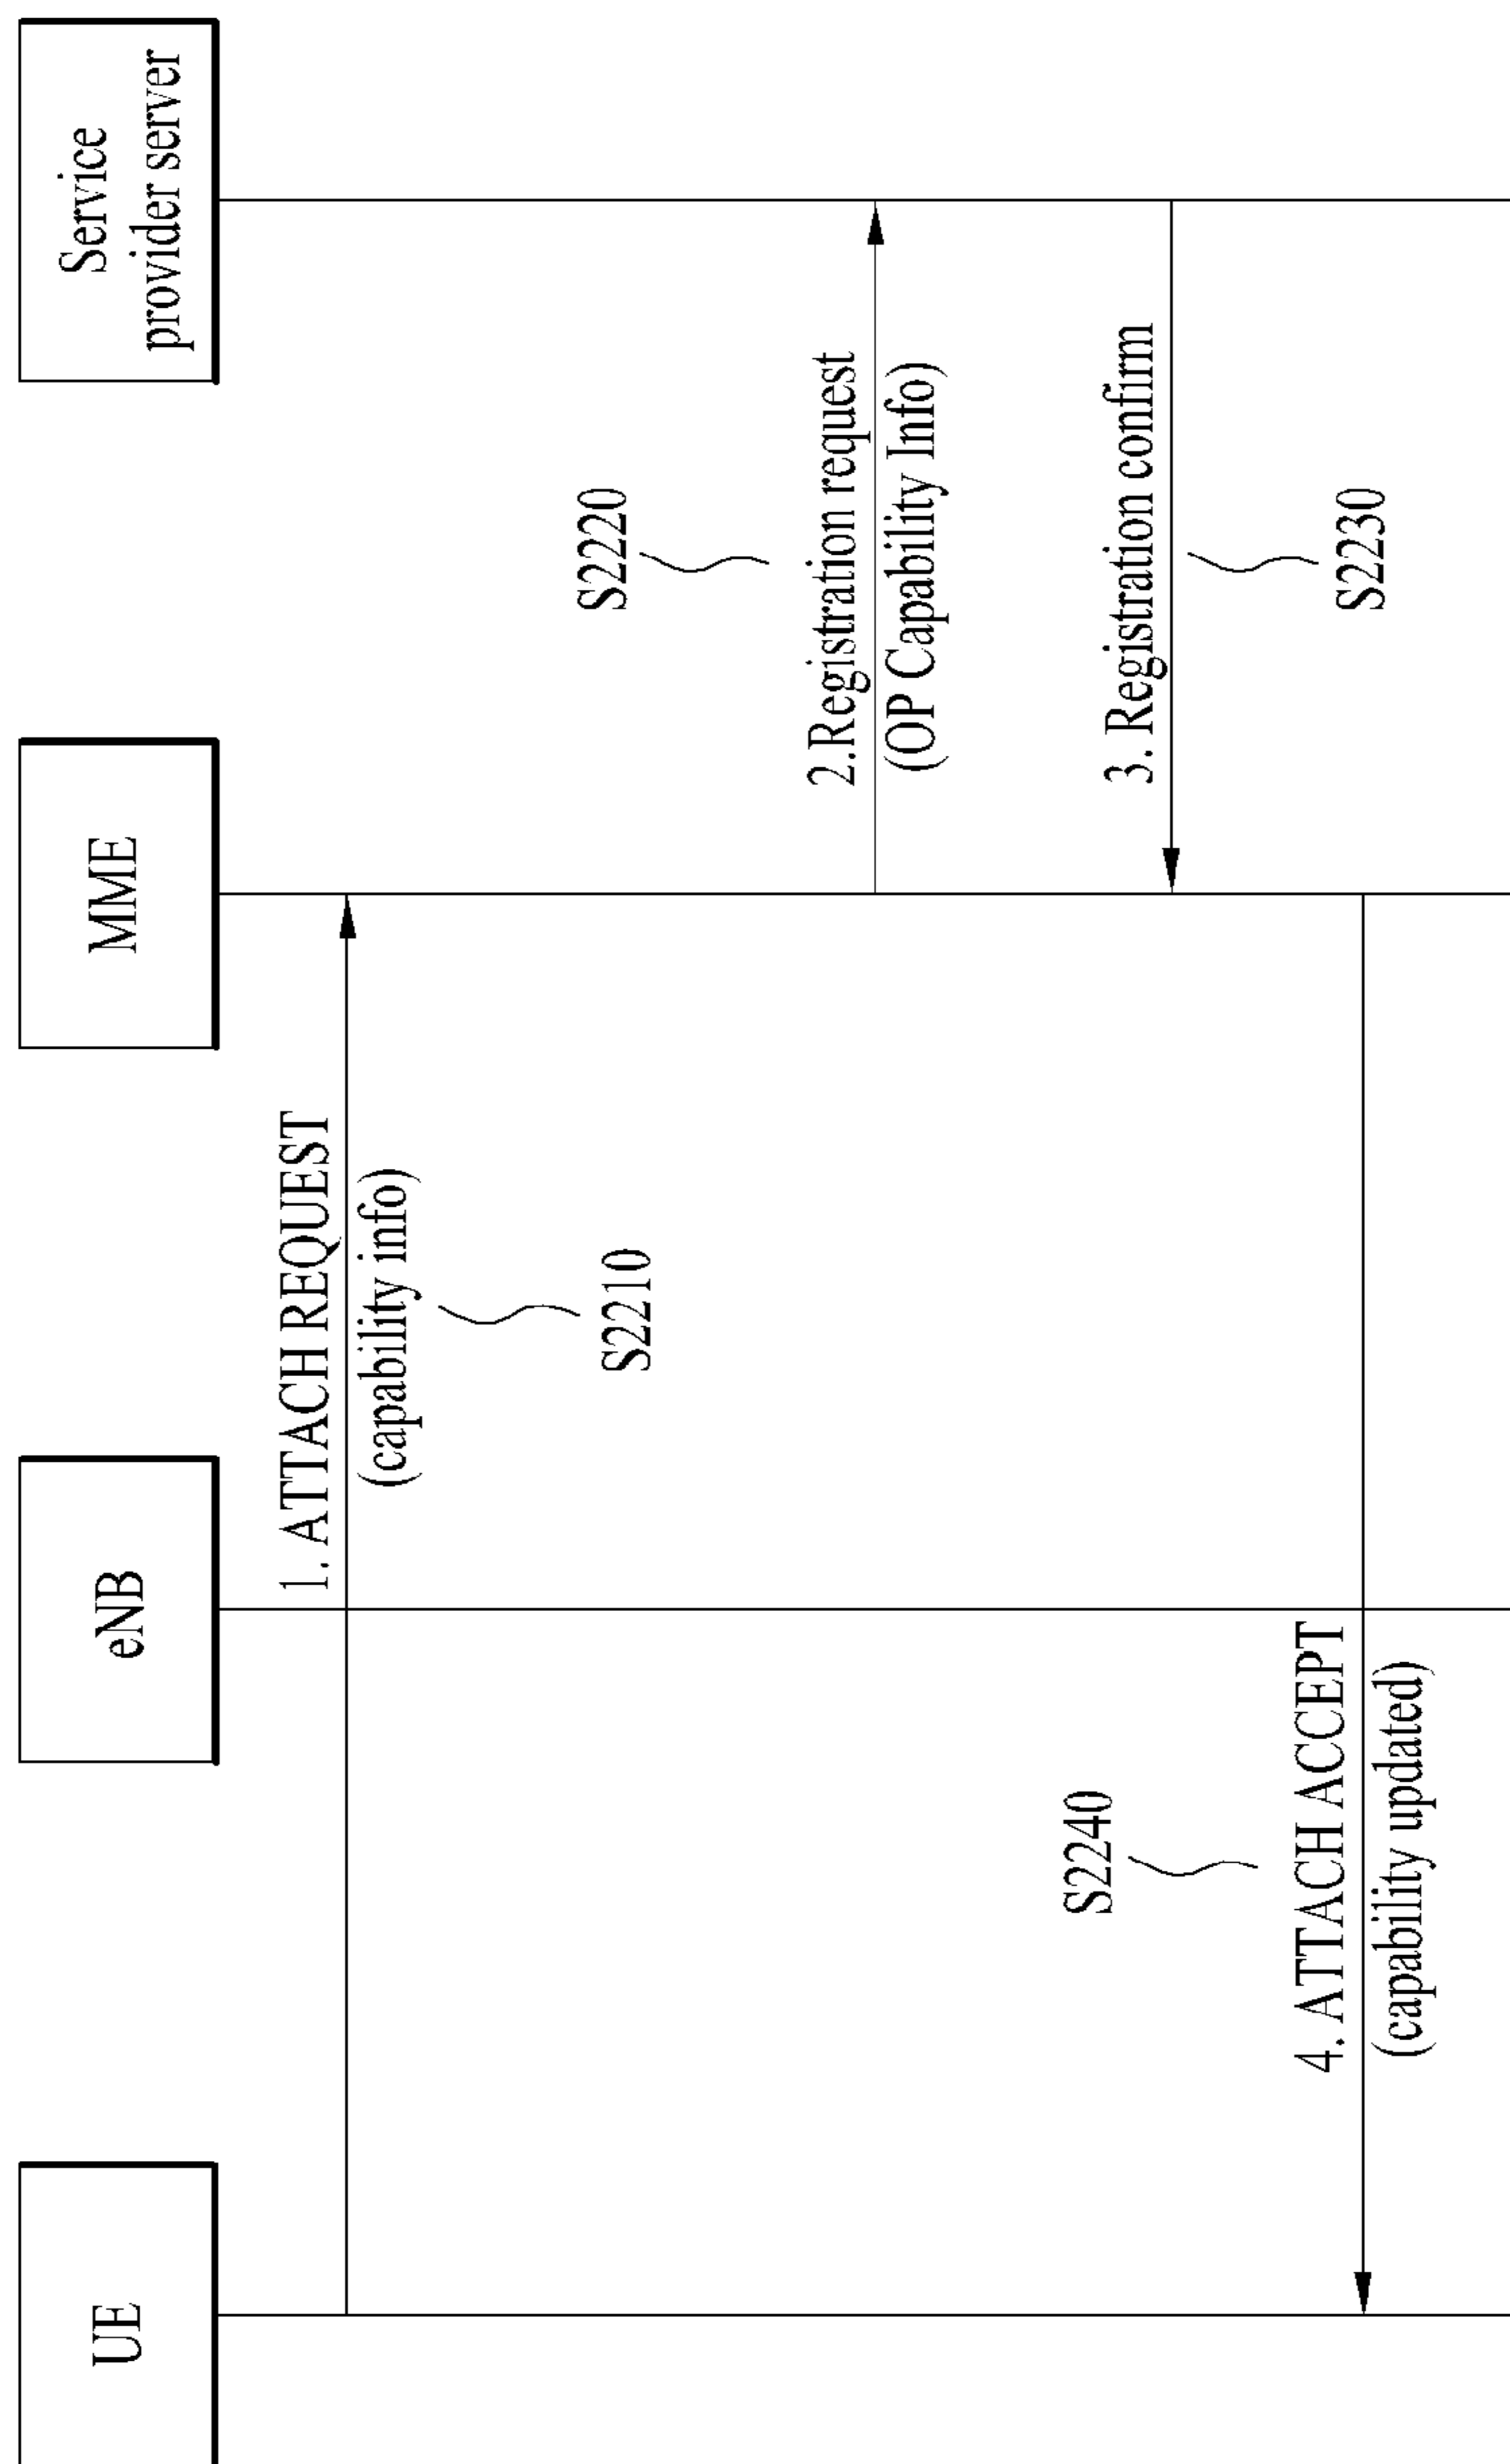 UE
eNB
MME
Service
provider server
1. ATTACH REQUEST
(capability info)
S2210
S2220
2.Registration request
(OP Capability Info)
3. Registration confirm
S2230
S2240
4. ATTACH ACCEPT
(capability updated)